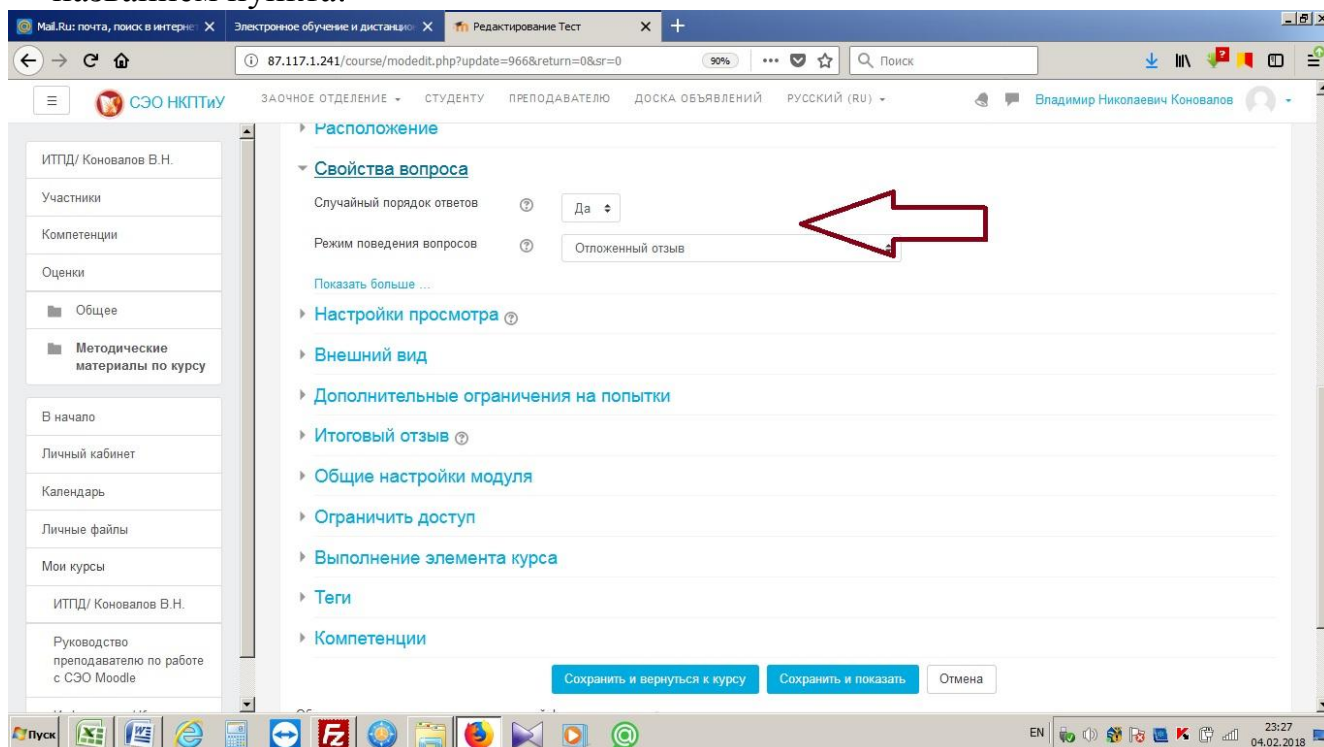 названием пункта.
Mail.Ru: почта, поиск в интернет
Электронное обучение и дистанцио
Редактирование Тест
87.117.1.241/course/modedit.php?update=966&return=0&sr=0
90%
Поиск
СЭО НКПТиУ
ЗАОЧНОЕ ОТДЕЛЕНИЕ
СТУДЕНТУ
ПРЕПОДАВАТЕЛЮ
ДОСКА ОБЪЯВЛЕНИЙ
РУССКИЙ (RU)
Владимир Николаевич Коновалов
ИТПД/ Коновалов В.Н.
Участники
Компетенции
Оценки
Общее
Методические
материалы по курсу
В начало
Личный кабинет
Календарь
Личные файлы
Мои курсы
ИТПД/ Коновалов В.Н.
Руководство
преподавателю по работе
с СЭО Moodle
Расположение
Свойства вопроса
Случайный порядок ответов
Да
Режим поведения вопросов
Отложенный отзыв
Показать больше ...
Настройки просмотра
Внешний вид
Дополнительные ограничения на попытки
Итоговый отзыв
Общие настройки модуля
Ограничить доступ
Выполнение элемента курса
Теги
Компетенции
Сохранить и вернуться к курсу
Сохранить и показать
Отмена
Пуск
EN
23:27
04.02.2018